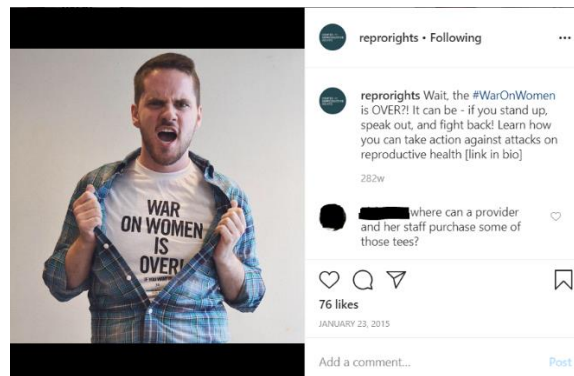 WAR
ON WOMEN
IS
OVER!
reprorights • Following
reprorights Wait, the #WarOnWomen
is OVER?! It can be - if you stand up,
speak out, and fight back! Learn how
you can take action against attacks on
reproductive health [link in bio]
282w
where can a provider
and her staff purchase some of
those tees?
76 likes
JANUARY 23, 2015
Add a comment...
Post